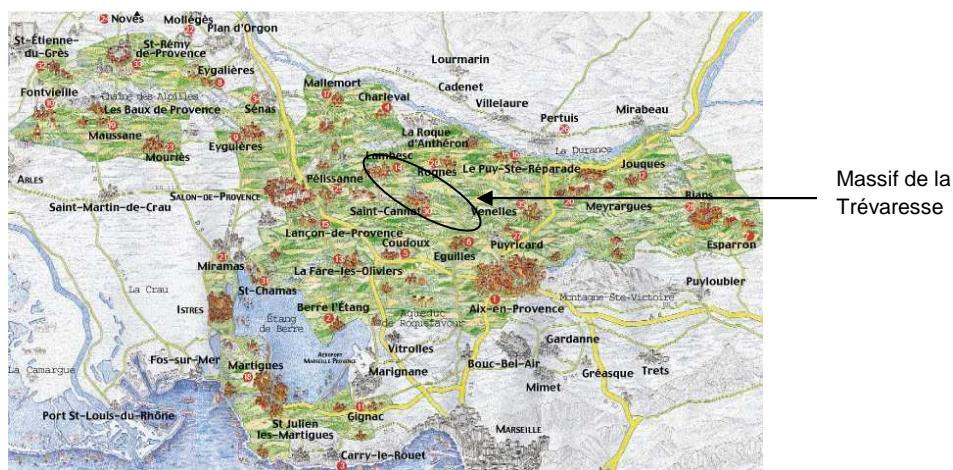 Noves
Mollégès
Plan d'Orgon
St-Étienne-
du-Grès
St-Rémy
de-Provence
Eygalières
Fontvieille
Chaîne des Alpilles
Les Baux de Provence
Maussane
Mouriès
Sénas
Eyguières
Mallemort
Charleval
Lourmarin
Cadenet
Villelaure
Pertuis
Mirabeau
La Durance
La Roque
d'Anthéron
Lambesc
Rognes
Le Puy-Ste-Réparade
Jouques
Pélissanne
Arles
Saint-Martin-de-Crau
Salon-de-Provence
Saint-Cannat
Venelles
Meyrargues
Rians
Massif de la
Trévaresse
Lançon-de-Provence
Coudoux
Eguilles
Puyricard
Esparron
Miramas
La Fare-les-Oliviers
Puyloubier
La Crau
St-Chamas
Istres
Berre l'Étang
Étang
de Berre
Aqueduc
de Roquefavour
Aix-en-Provence
Montagne Ste-Victoire
Vitrolles
Gardanne
Fos-sur-Mer
Martigues
Aéroport
Marseille Provence
Marignane
Bouc-Bel-Air
Gréasque
Trets
La Camargue
Mimet
Port St-Louis-du-Rhône
St Julien
les-Martigues
Gignac
Marseille
Carry-le-Rouet